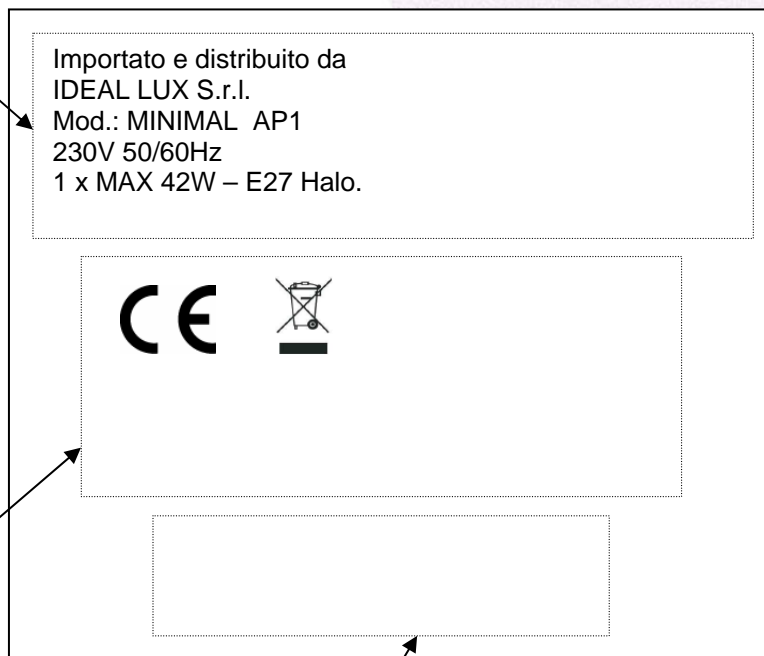 Importato e distribuito da
IDEAL LUX S.r.l.
Mod.: MINIMAL AP1
230V 50/60Hz
1 x MAX 42W – E27 Halo.
CE